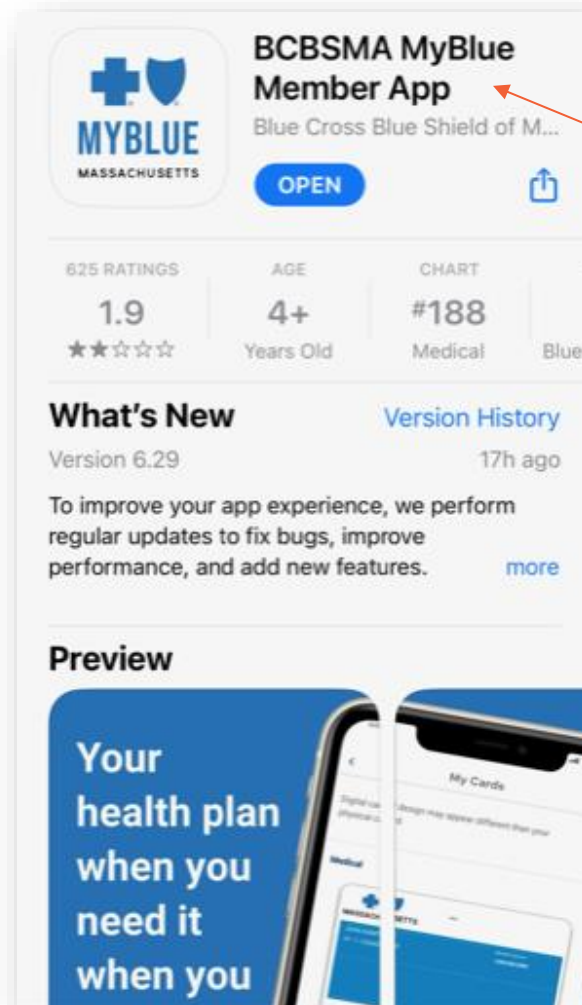 MYBLUE
MASSACHUSETTS
BCBSMA MyBlue
Member App
Blue Cross Blue Shield of M...
OPEN
625 RATINGS
1.9
★★☆☆☆
AGE
4+
Years Old
CHART
#188
Medical
Blue
What's New
Version History
Version 6.29
17h ago
To improve your app experience, we perform
regular updates to fix bugs, improve
performance, and add new features.
more
Preview
Your
health plan
when you
need it
when you
My Cards
Medical